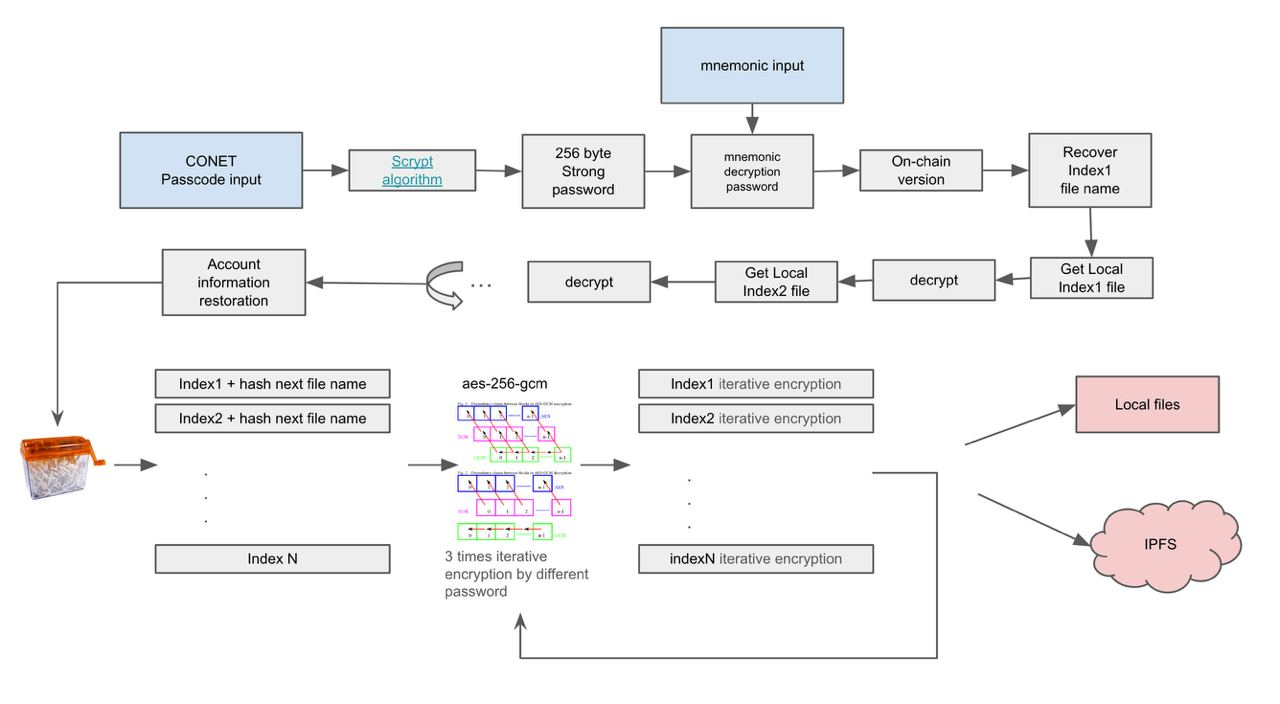 mnemonic input
CONET
Passcode input
Scrypt
algorithm
256 byte
Strong
password
mnemonic
decryption
password
On-chain
version
Recover
Index1
file name
Account
information
restoration
...
decrypt
Get Local
Index2 file
decrypt
Get Local
Index1 file
Index1 + hash next file name
Index2 + hash next file name
.
.
.
Index N
aes-256-gcm
AES
XOR
0 1 2 n-1
AES
XOR
0 1 2 n-1
0 1 2 n-1
3 times iterative
encryption by different
password
Index1 iterative encryption
Index2 iterative encryption
.
.
.
indexN iterative encryption
Local files
IPFS